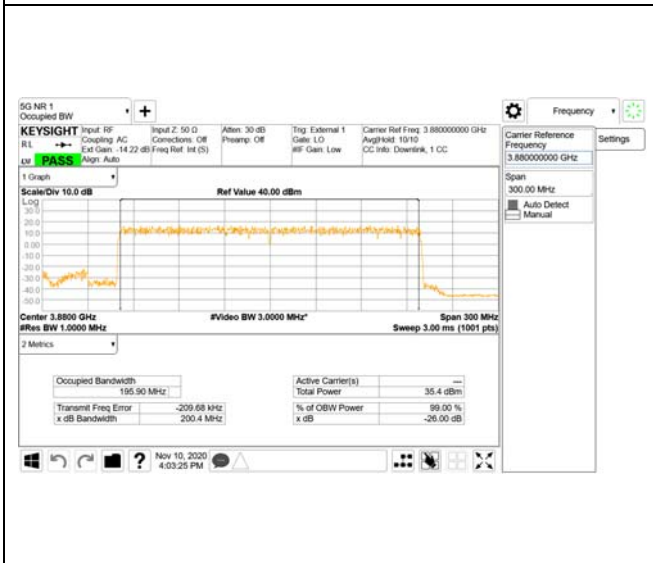 5G NR 1
Occupied BW
Frequency
KEYSIGHT
RL
PASS
Input: RF
Coupling: AC
Ext Gain: -14.22 dB
Align: Auto
Input Z: 50 Ω
Corrections: Off
Freq Ref: Int (S)
Atten: 30 dB
Preamp: Off
Trig: External 1
Gate: LO
#IF Gain: Low
Carrier Ref Freq: 3.880000000 GHz
Avg|Hold: 10/10
CC Info: Downlink, 1 CC
Carrier Reference
Frequency
3.880000000 GHz
Settings
Span
300.00 MHz
Auto Detect
Manual
1 Graph
Scale/Div 10.0 dB
Ref Value 40.00 dBm
Log
30.0
20.0
10.0
0.00
-10.0
-20.0
-30.0
-40.0
-50.0
Center 3.8800 GHz
#Video BW 3.0000 MHz*
Span 300 MHz
#Res BW 1.0000 MHz
Sweep 3.00 ms (1001 pts)
2 Metrics
Occupied Bandwidth
195.90 MHz
Transmit Freq Error -209.68 kHz
x dB Bandwidth 200.4 MHz
Active Carrier(s) ---
Total Power 35.4 dBm
% of OBW Power 99.00 %
x dB -26.00 dB
Nov 10, 2020
4:03:25 PM